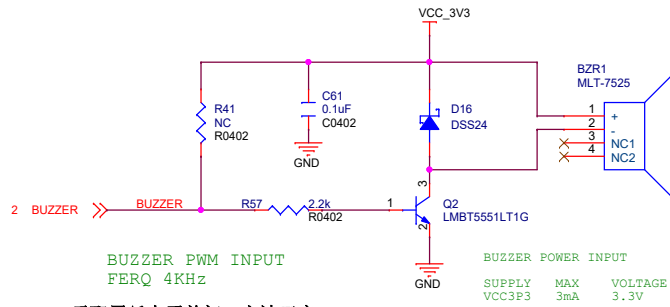 VCC_3V3
BZR1
MLT-7525
R41
NC
R0402
C61
0.1uF
C0402
GND
D16
DSS24
1 +
2 -
3 NC1
4 NC2
2 BUZZER
BUZZER
R57
2.2k
R0402
1
3
2
Q2
LMBT5551LT1G
GND
BUZZER PWM INPUT
FERQ 4KHz
BUZZER POWER INPUT
SUPPLY MAX VOLTAGE
VCC3P3 3mA 3.3V